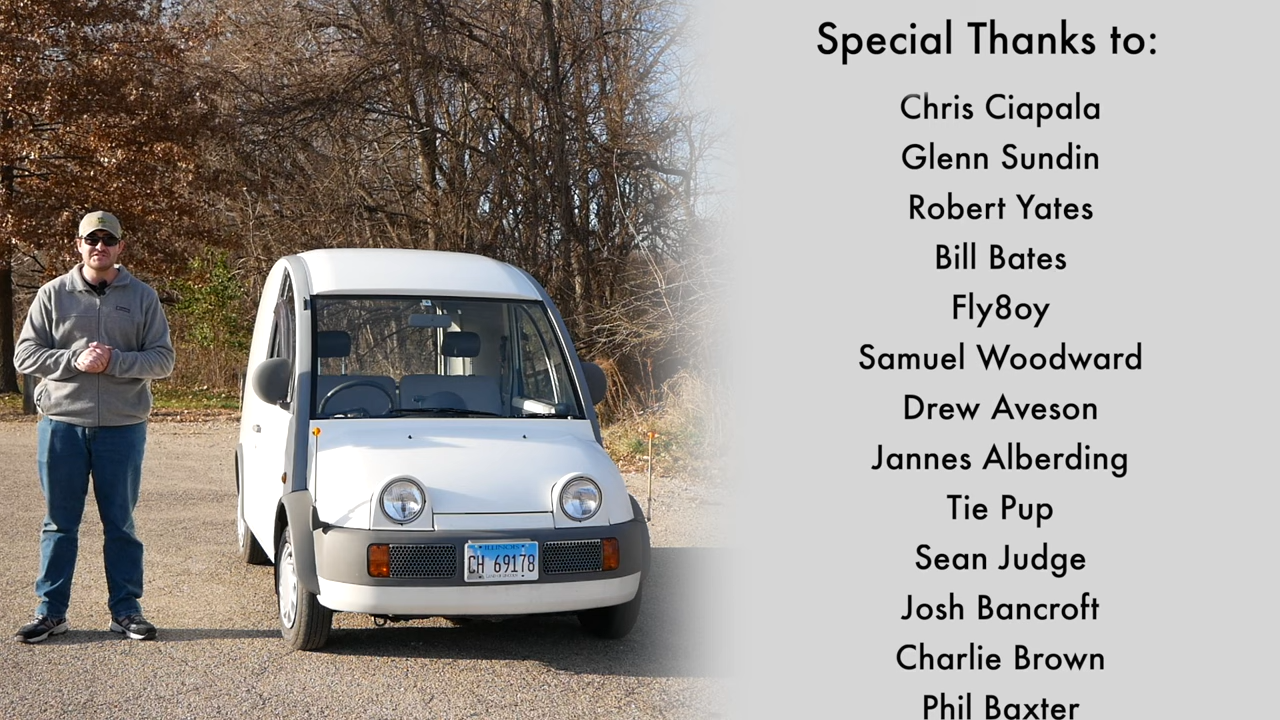 Special Thanks to:
Chris Ciapala
Glenn Sundin
Robert Yates
Bill Bates
Fly8oy
Samuel Woodward
Drew Aveson
Jannes Alberding
Tie Pup
Sean Judge
Josh Bancroft
Charlie Brown
Phil Baxter
ILLINOIS
CH 69178